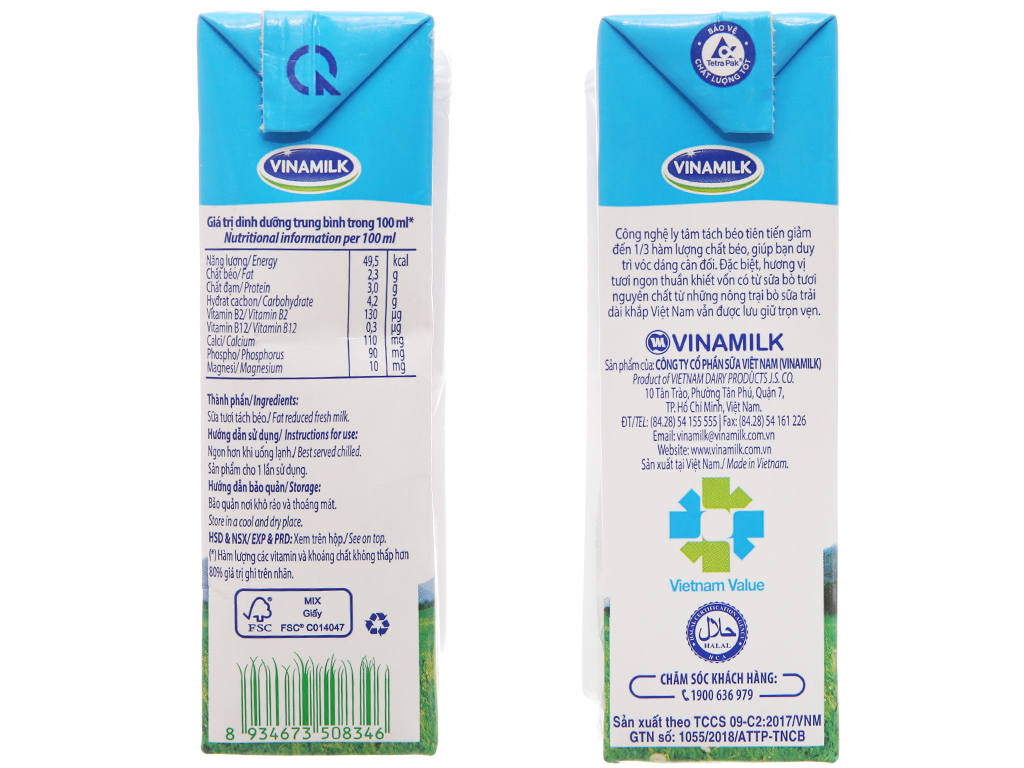 VINAMILK
Giá trị dinh dưỡng trung bình trong 100 ml*
Nutritional information per 100 ml
Năng lượng/ Energy 49,5 kcal
Chất béo/ Fat 2,3 g
Chất đạm/ Protein 3,0 g
Hyđrat cacbon/ Carbohydrate 4,2 g
Vitamin B2/ Vitamin B2 130 µg
Vitamin B12/ Vitamin B12 0,3 µg
Calci/ Calcium 110 mg
Phospho/ Phosphorus 90 mg
Magnesi/ Magnesium 10 mg
Thành phần/ Ingredients:
Sữa tươi tách béo./ Fat reduced fresh milk.
Hướng dẫn sử dụng/ Instructions for use:
Ngon hơn khi uống lạnh./ Best served chilled.
Sản phẩm cho 1 lần sử dụng.
Hướng dẫn bảo quản/ Storage:
Bảo quản nơi khô ráo và thoáng mát.
Store in a cool and dry place.
HSD & NSX/ EXP & PRD: Xem trên hộp./ See on top.
(*) Hàm lượng các vitamin và khoáng chất không thấp hơn
80% giá trị ghi trên nhãn.
FSC
MIX
Giấy
FSC® C014047
8 934673 508346
BẢO VỆ
Tetra Pak®
CHẤT LƯỢNG TỐT
VINAMILK
Công nghệ ly tâm tách béo tiên tiến giảm
đến 1/3 hàm lượng chất béo, giúp bạn duy
trì vóc dáng cân đối. Đặc biệt, hương vị
tươi ngon thuần khiết vốn có từ sữa bò tươi
nguyên chất từ những nông trại bò sữa trải
dài khắp Việt Nam vẫn được lưu giữ trọn vẹn.
VINAMILK
Sản phẩm của: CÔNG TY CỔ PHẦN SỮA VIỆT NAM (VINAMILK)
Product of VIETNAM DAIRY PRODUCTS J.S. CO.
10 Tân Trào, Phường Tân Phú, Quận 7,
TP. Hồ Chí Minh, Việt Nam.
ĐT/TEL: (84.28) 54 155 555 | Fax: (84.28) 54 161 226
Email: vinamilk@vinamilk.com.vn
Website: www.vinamilk.com.vn
Sản xuất tại Việt Nam./ Made in Vietnam.
Vietnam Value
HALAL CERTIFICATION AGENCY
حلال
HALAL
HCA
CHĂM SÓC KHÁCH HÀNG:
1900 636 979
Sản xuất theo TCCS 09-C2:2017/VNM
GTN số: 1055/2018/ATTP-TNCB